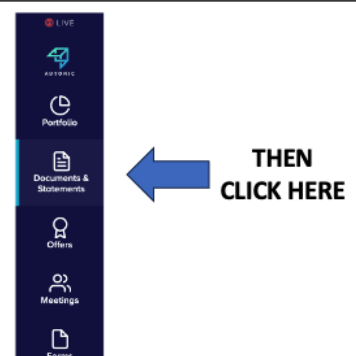 LIVE
Portfolio
Documents &
Statements
THEN
CLICK HERE
Offers
Meetings